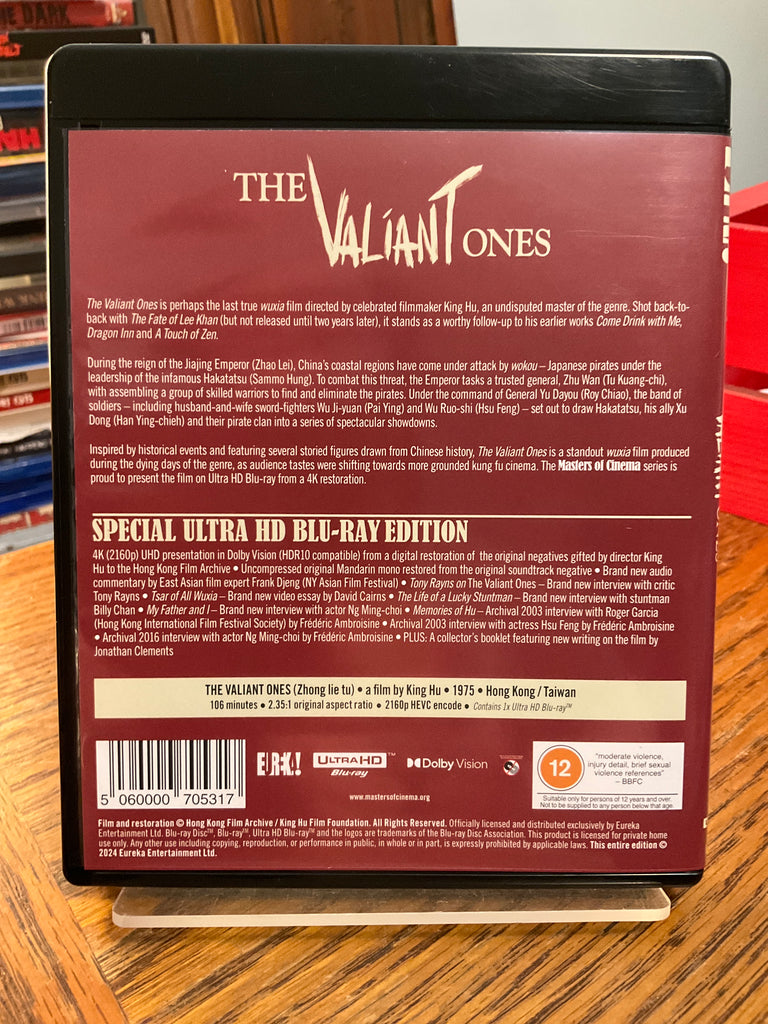 THE VALIANT ONES
The Valiant Ones is perhaps the last true wuxia film directed by celebrated filmmaker King Hu, an undisputed master of the genre. Shot back-to-
back with The Fate of Lee Khan (but not released until two years later), it stands as a worthy follow-up to his earlier works Come Drink with Me,
Dragon Inn and A Touch of Zen.
During the reign of the Jiajing Emperor (Zhao Lei), China's coastal regions have come under attack by wokou – Japanese pirates under the
leadership of the infamous Hakatatsu (Sammo Hung). To combat this threat, the Emperor tasks a trusted general, Zhu Wan (Tu Kuang-chi),
with assembling a group of skilled warriors to find and eliminate the pirates. Under the command of General Yu Dayou (Roy Chiao), the band of
soldiers – including husband-and-wife sword-fighters Wu Ji-yuan (Pai Ying) and Wu Ruo-shi (Hsu Feng) – set out to draw Hakatatsu, his ally Xu
Dong (Han Ying-chieh) and their pirate clan into a series of spectacular showdowns.
Inspired by historical events and featuring several storied figures drawn from Chinese history, The Valiant Ones is a standout wuxia film produced
during the dying days of the genre, as audience tastes were shifting towards more grounded kung fu cinema. The Masters of Cinema series is
proud to present the film on Ultra HD Blu-ray from a 4K restoration.
SPECIAL ULTRA HD BLU-RAY EDITION
4K (2160p) UHD presentation in Dolby Vision (HDR10 compatible) from a digital restoration of the original negatives gifted by director King
Hu to the Hong Kong Film Archive • Uncompressed original Mandarin mono restored from the original soundtrack negative • Brand new audio
commentary by East Asian film expert Frank Djeng (NY Asian Film Festival) • Tony Rayns on The Valiant Ones – Brand new interview with critic
Tony Rayns • Tsar of All Wuxia – Brand new video essay by David Cairns • The Life of a Lucky Stuntman – Brand new interview with stuntman
Billy Chan • My Father and I – Brand new interview with actor Ng Ming-choi • Memories of Hu – Archival 2003 interview with Roger Garcia
(Hong Kong International Film Festival Society) by Frédéric Ambroisine • Archival 2003 interview with actress Hsu Feng by Frédéric Ambroisine
• Archival 2016 interview with actor Ng Ming-choi by Frédéric Ambroisine • PLUS: A collector's booklet featuring new writing on the film by
Jonathan Clements
THE VALIANT ONES (Zhong lie tu) • a film by King Hu • 1975 • Hong Kong / Taiwan
106 minutes • 2.35:1 original aspect ratio • 2160p HEVC encode • Contains 1x Ultra HD Blu-ray™
5 060000 705317
EUREKA!
ULTRA HD™
Blu-ray
Dolby Vision
www.mastersofcinema.org
12
"moderate violence,
injury detail, brief sexual
violence references"
– BBFC
Suitable only for persons of 12 years and over.
Not to be supplied to any person below that age.
Film and restoration © Hong Kong Film Archive / King Hu Film Foundation. All Rights Reserved. Officially licensed and distributed exclusively by Eureka
Entertainment Ltd. Blu-ray Disc™, Blu-ray™, Ultra HD Blu-ray™ and the logos are trademarks of the Blu-ray Disc Association. This product is licensed for private home
use only. Any other use including copying, reproduction, or performance in public, in whole or in part, is expressly prohibited by applicable laws. This entire edition ©
2024 Eureka Entertainment Ltd.
DARK